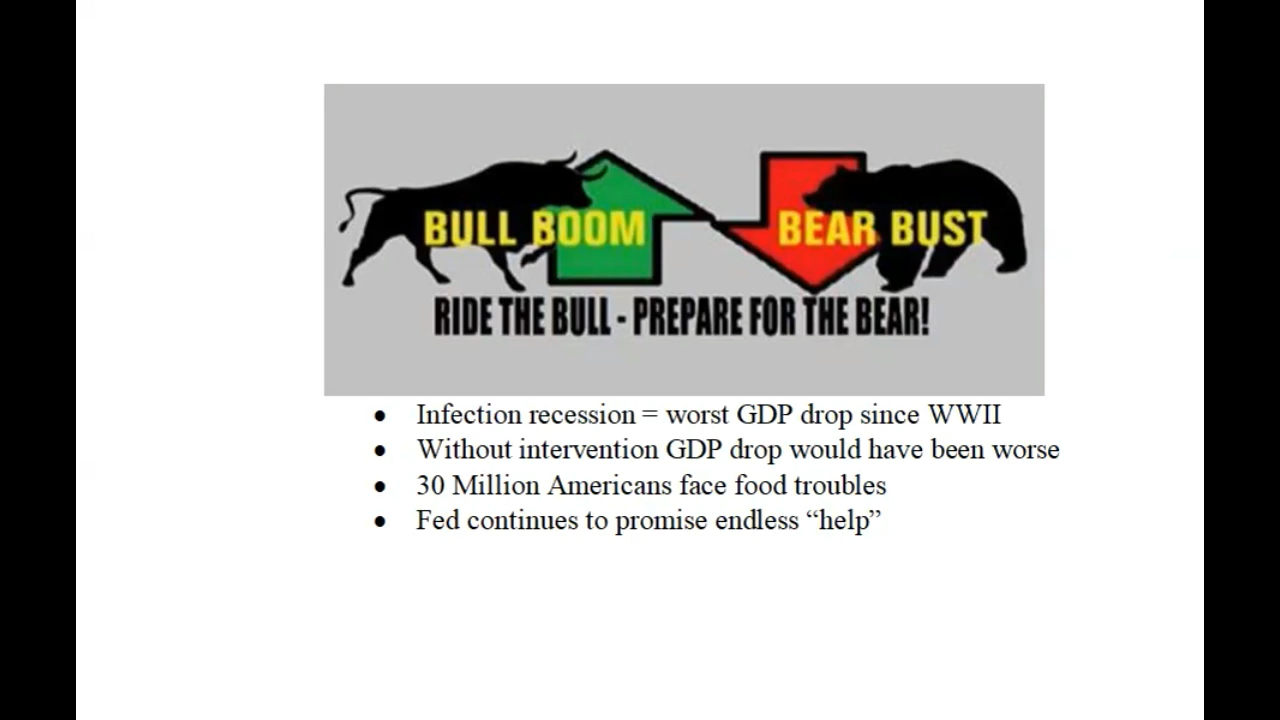 BULL BOOM BEAR BUST
RIDE THE BULL - PREPARE FOR THE BEAR!
• Infection recession = worst GDP drop since WWII
• Without intervention GDP drop would have been worse
• 30 Million Americans face food troubles
• Fed continues to promise endless “help”